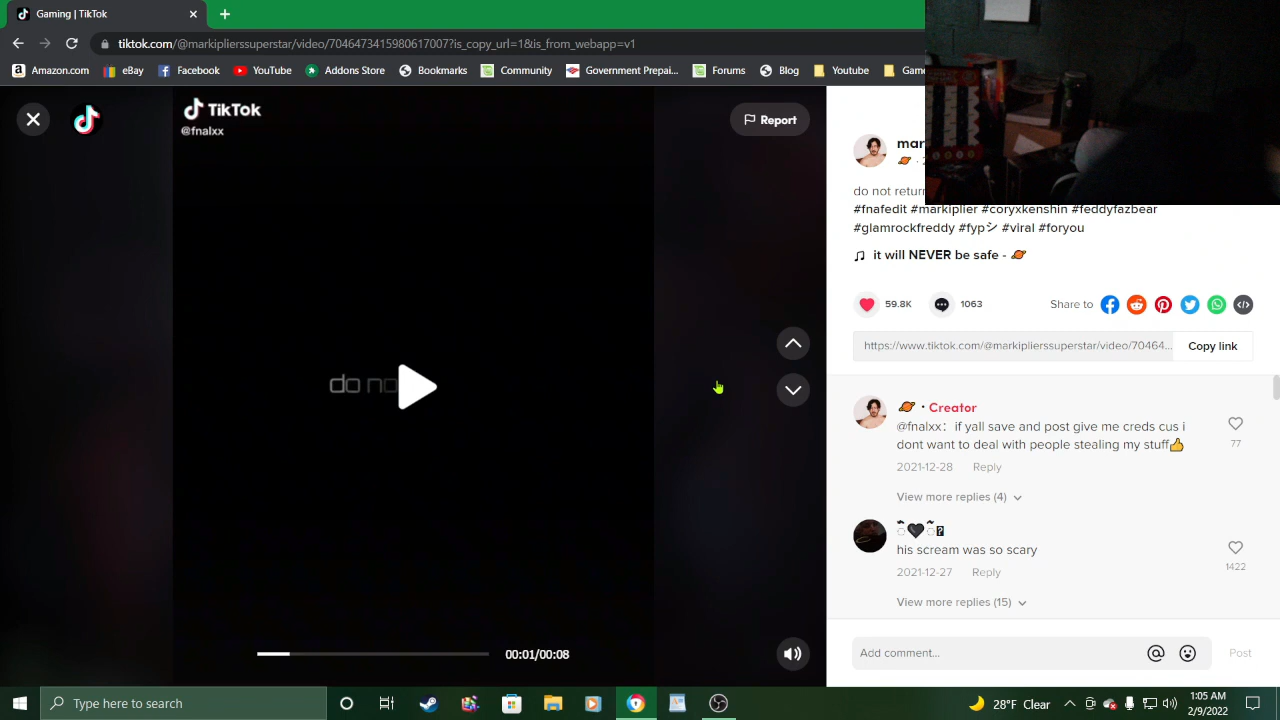 Gaming | TikTok
tiktok.com/@markiplierssuperstar/video/7046473415980617007?is_copy_url=1&is_from_webapp=v1
Amazon.com eBay Facebook YouTube Addons Store Bookmarks Community Government Prepai... Forums Blog Youtube Game
TikTok
@fnalxx
Report
mar
do not return
#fnafedit #markiplier #coryxkenshin #feddyfazbear
#glamrockfreddy #fypシ #viral #foryou
it will NEVER be safe - 🪐
59.8K 1063 Share to
https://www.tiktok.com/@markiplierssuperstar/video/70464... Copy link
do no
🪐 · Creator
@fnalxx: if yall save and post give me creds cus i
dont want to deal with people stealing my stuff👍
77
2021-12-28 Reply
View more replies (4)
his scream was so scary
1422
2021-12-27 Reply
View more replies (15)
00:01/00:08
Add comment... Post
Type here to search
28°F Clear
1:05 AM
2/9/2022